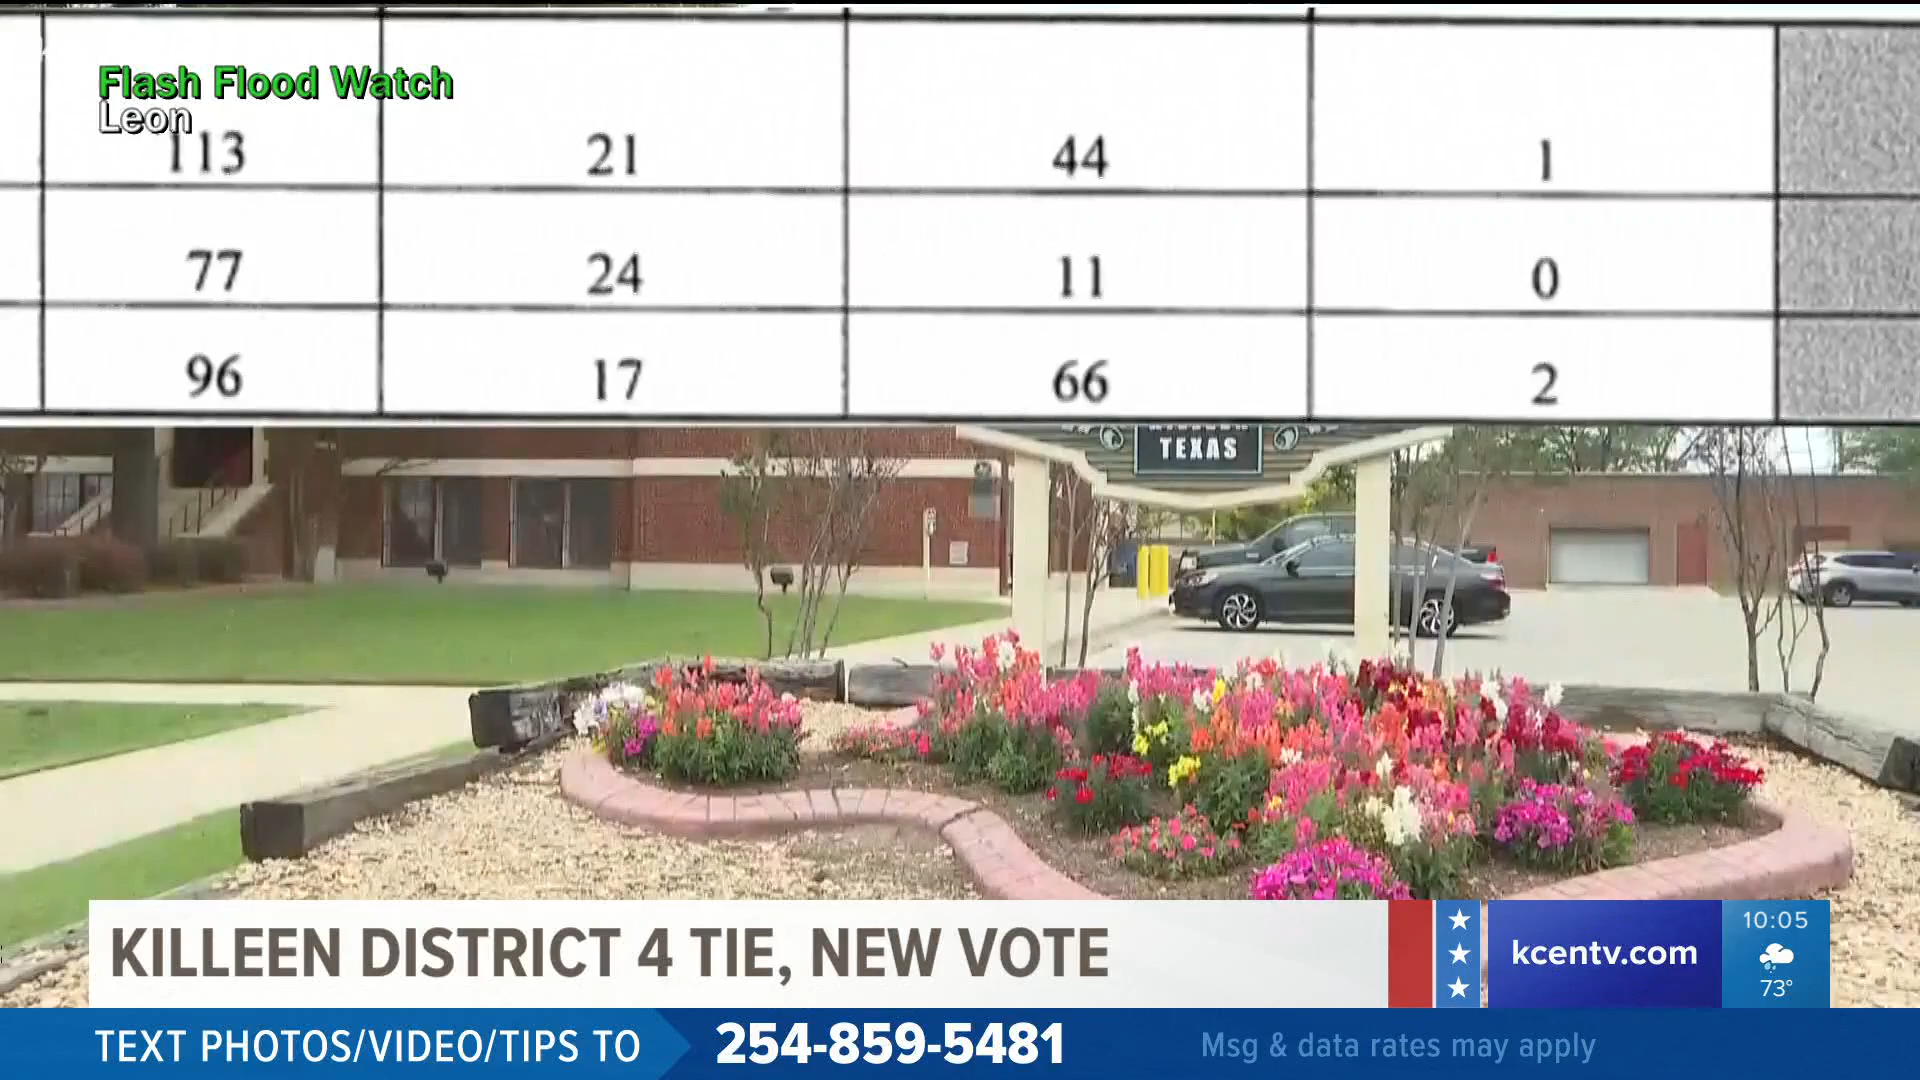 Flash Flood Watch
Leon
113 21 44 1
77 24 11 0
96 17 66 2
TEXAS
KILLEEN DISTRICT 4 TIE, NEW VOTE
kcentv.com
10:05
73°
TEXT PHOTOS/VIDEO/TIPS TO 254-859-5481 Msg & data rates may apply